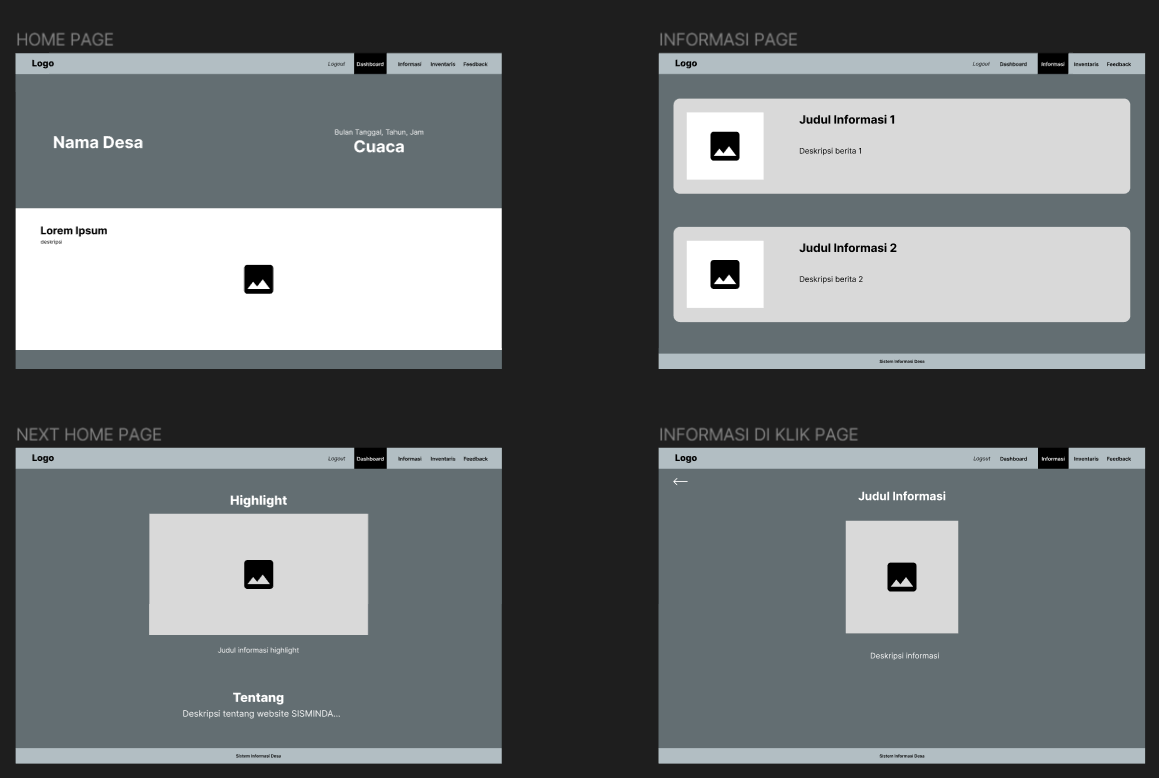 HOME PAGE
Logo
Logout Dashboard Informasi Inventaris Feedback
Nama Desa
Bulan Tanggal, Tahun, Jam
Cuaca
Lorem Ipsum
deskripsi
INFORMASI PAGE
Logo
Logout Dashboard Informasi Inventaris Feedback
Judul Informasi 1
Deskripsi berita 1
Judul Informasi 2
Deskripsi berita 2
Sistem Informasi Desa
NEXT HOME PAGE
Logo
Logout Dashboard Informasi Inventaris Feedback
Highlight
Judul informasi highlight
Tentang
Deskripsi tentang website SISMINDA...
Sistem Informasi Desa
INFORMASI DI KLIK PAGE
Logo
Logout Dashboard Informasi Inventaris Feedback
Judul Informasi
Deskripsi informasi
Sistem Informasi Desa